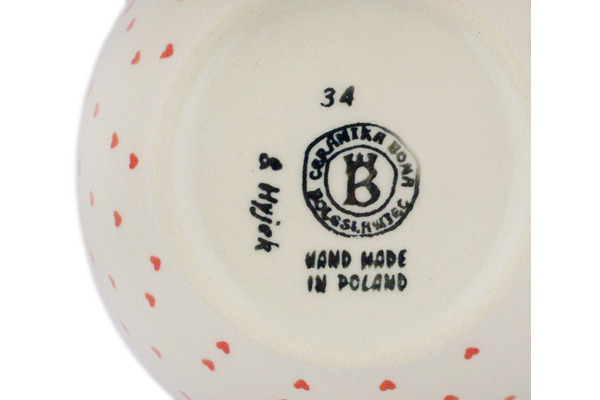 34
CERAMIKA BONA
BOLESŁAWIEC
B
S Hyjek
HAND MADE
IN POLAND